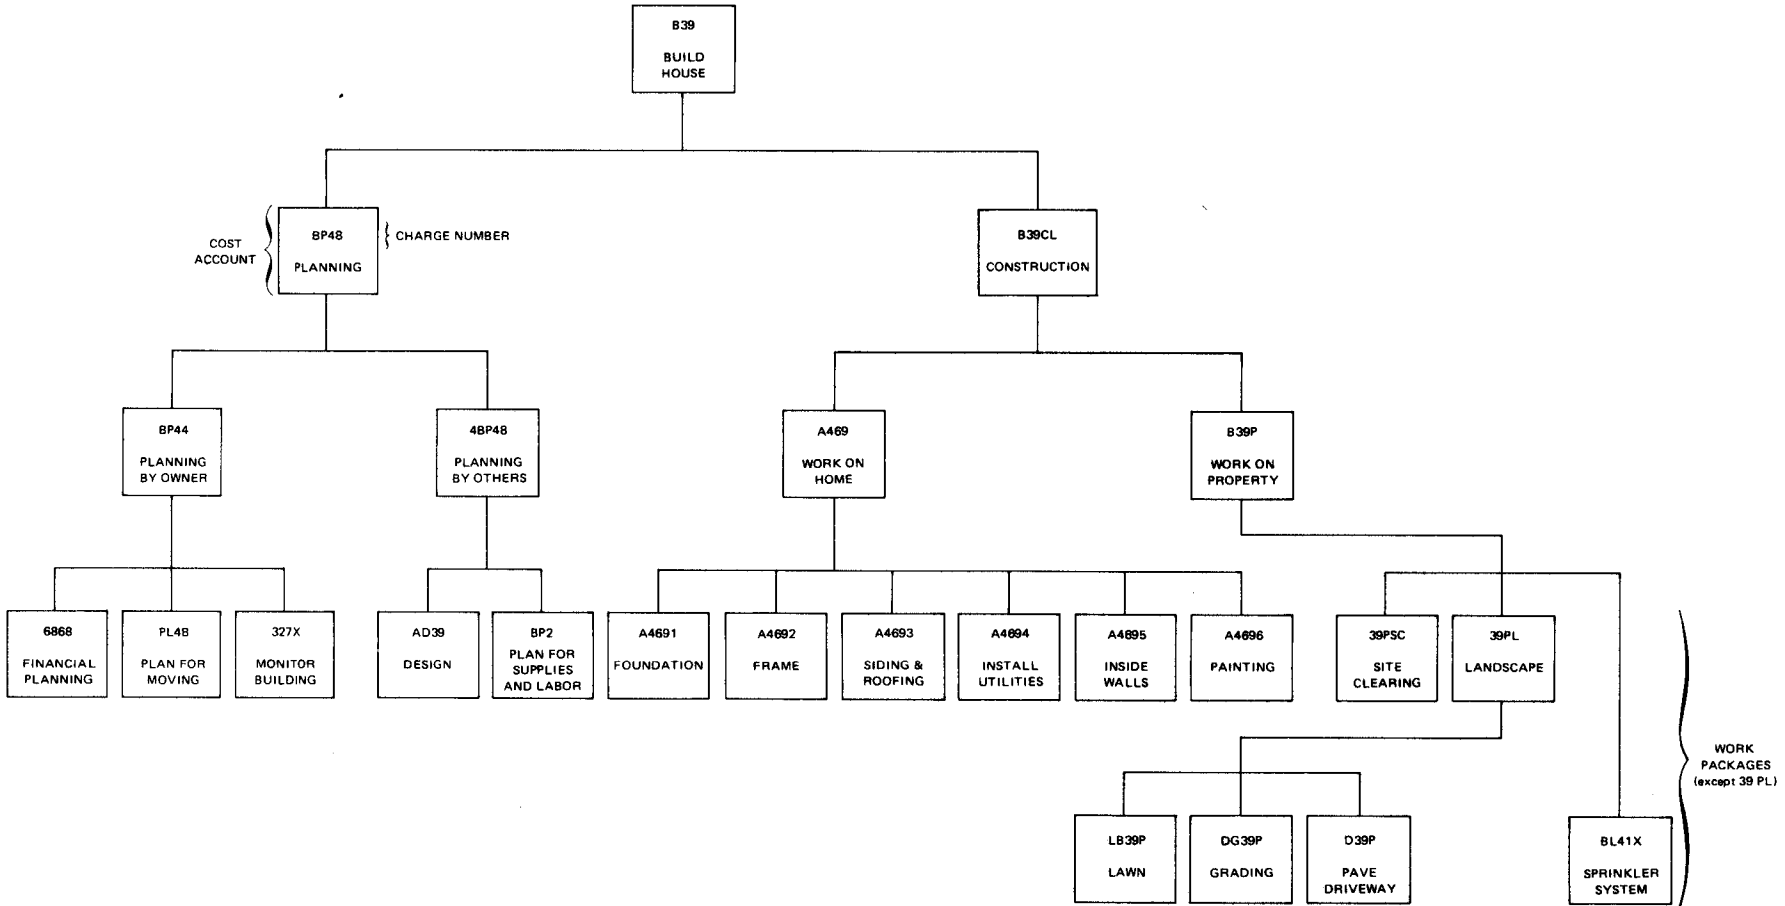 B39
BUILD
HOUSE
COST
ACCOUNT
BP48
PLANNING
CHARGE NUMBER
B39CL
CONSTRUCTION
BP44
PLANNING
BY OWNER
4BP48
PLANNING
BY OTHERS
A469
WORK ON
HOME
B39P
WORK ON
PROPERTY
6868
FINANCIAL
PLANNING
PL4B
PLAN FOR
MOVING
327X
MONITOR
BUILDING
AD39
DESIGN
BP2
PLAN FOR
SUPPLIES
AND LABOR
A4691
FOUNDATION
A4692
FRAME
A4693
SIDING &
ROOFING
A4694
INSTALL
UTILITIES
A4695
INSIDE
WALLS
A4696
PAINTING
39PSC
SITE
CLEARING
39PL
LANDSCAPE
WORK
PACKAGES
(except 39 PL)
LB39P
LAWN
DG39P
GRADING
D39P
PAVE
DRIVEWAY
BL41X
SPRINKLER
SYSTEM